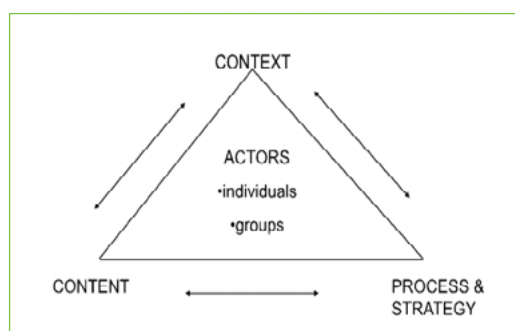 CONTEXT
ACTORS
•individuals
•groups
CONTENT
PROCESS &
STRATEGY